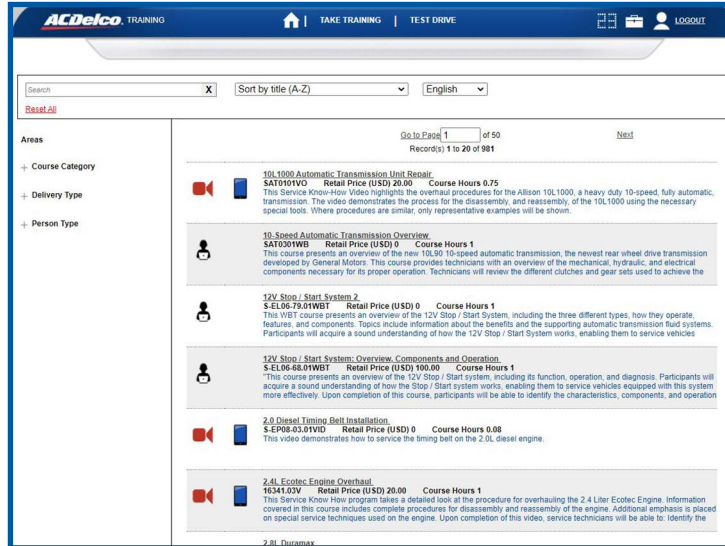 ACDelco. TRAINING
TAKE TRAINING | TEST DRIVE
LOGOUT
Search
X
Sort by title (A-Z)
English
Reset All
Areas
+ Course Category
+ Delivery Type
+ Person Type
Go to Page 1 of 50
Next
Record(s) 1 to 20 of 981
10L1000 Automatic Transmission Unit Repair
SAT0101VO Retail Price (USD) 20.00 Course Hours 0.75
This Service Know-How Video highlights the overhaul procedures for the Allison 10L1000, a heavy duty 10-speed, fully automatic,
transmission. The video demonstrates the process for the disassembly, and reassembly, of the 10L1000 using the necessary
special tools. Where procedures are similar, only representative examples will be shown.
10-Speed Automatic Transmission Overview
SAT0301WB Retail Price (USD) 0 Course Hours 1
This course presents an overview of the new 10L90 10-speed automatic transmission, the newest rear wheel drive transmission
developed by General Motors. This course provides technicians with an overview of the mechanical, hydraulic, and electrical
components necessary for its proper operation. Technicians will review the different clutches and gear sets used to achieve the
12V Stop / Start System 2
S-EL06-79.01WBT Retail Price (USD) 0 Course Hours 1
This WBT course presents an overview of the 12V Stop / Start System, including the three different types, how they operate,
features, and components. Topics include information about the benefits and the supporting automatic transmission fluid systems.
Participants will acquire a sound understanding of how the 12V Stop / Start System works, enabling them to service vehicles
12V Stop / Start System: Overview, Components and Operation
S-EL06-68.01WBT Retail Price (USD) 100.00 Course Hours 1
"This course presents an overview of the 12V Stop / Start system, including its function, operation, and diagnosis. Participants will
acquire a sound understanding of how the Stop / Start system works, enabling them to service vehicles equipped with this system
more effectively. Upon completion of this course, participants will be able to identify the characteristics, components, and operation
2.0 Diesel Timing Belt Installation
S-EP08-03.01VID Retail Price (USD) 0 Course Hours 0.08
This video demonstrates how to service the timing belt on the 2.0L diesel engine.
2.4L Ecotec Engine Overhaul
16341.03V Retail Price (USD) 20.00 Course Hours 1
This Service Know How program takes a detailed look at the procedure for overhauling the 2.4 Liter Ecotec Engine. Information
covered in this course includes complete procedures for disassembly and reassembly of the engine. Additional emphasis is placed
on special service techniques used on the engine. Upon completion of this video, service technicians will be able to: Identify the
2.8L Duramax